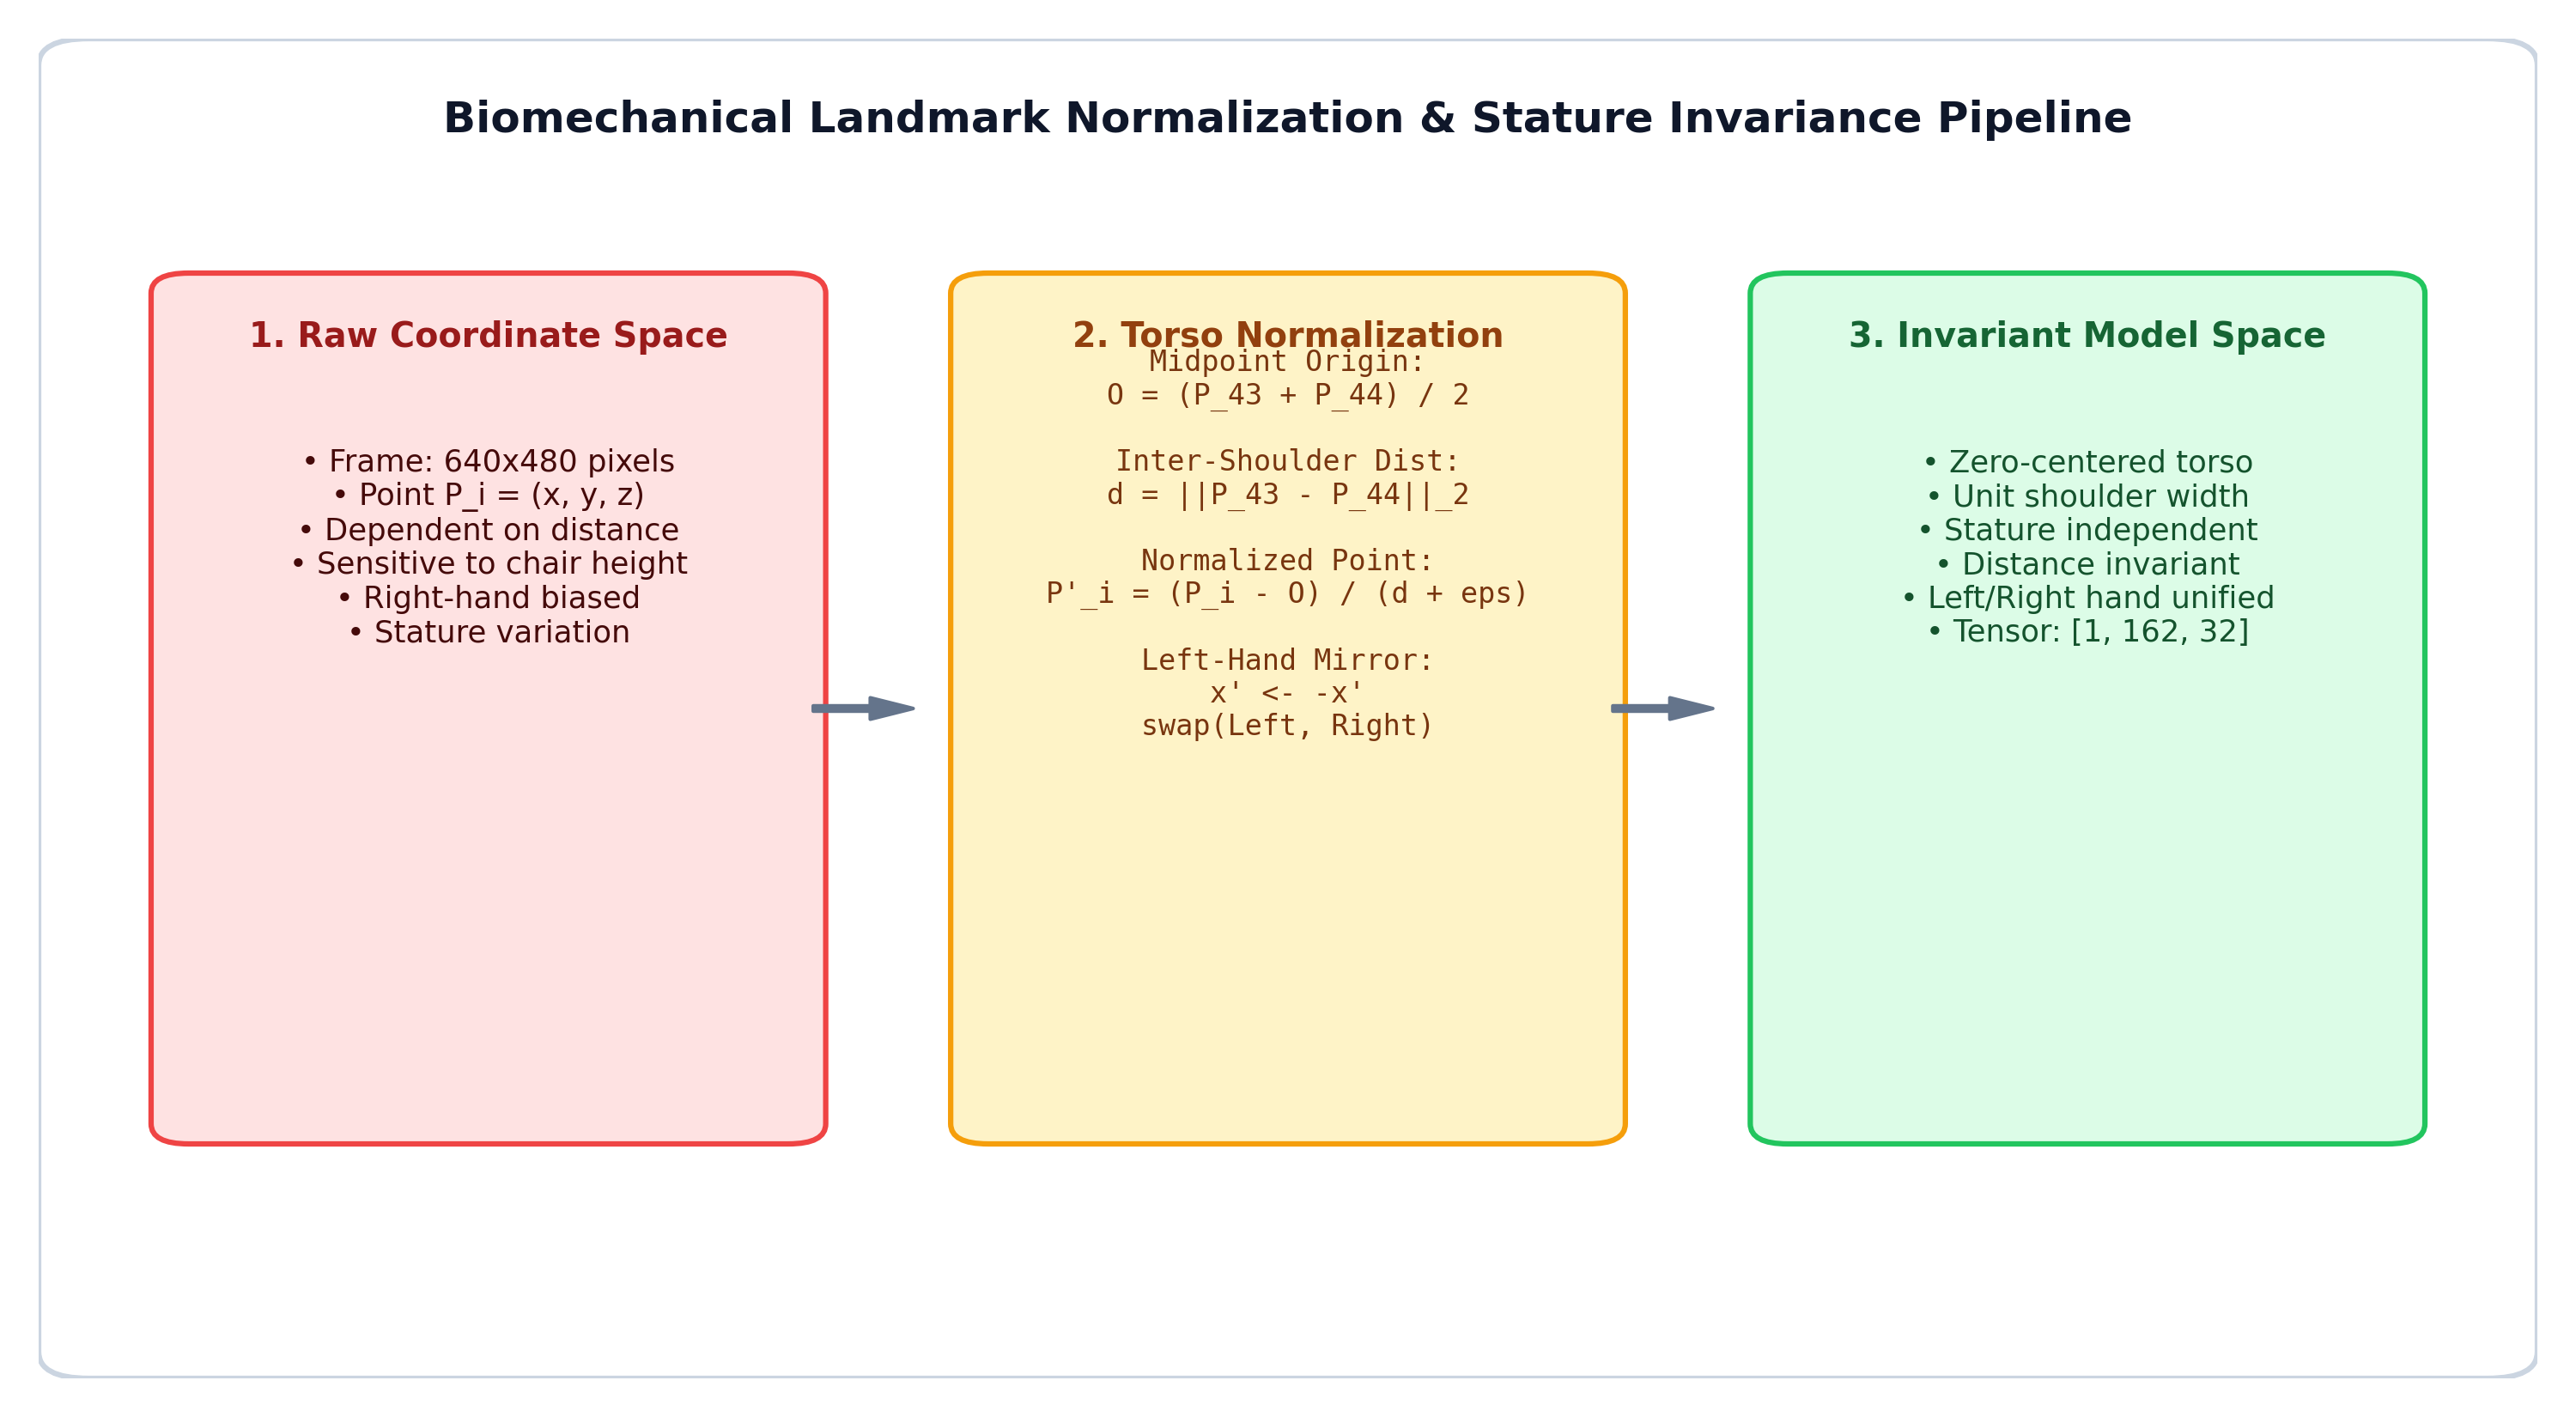 Biomechanical Landmark Normalization & Stature Invariance Pipeline
1. Raw Coordinate Space
• Frame: 640x480 pixels
• Point P_i = (x, y, z)
• Dependent on distance
• Sensitive to chair height
• Right-hand biased
• Stature variation
2. Torso Normalization
Midpoint Origin:
O = (P_43 + P_44) / 2
Inter-Shoulder Dist:
d = ||P_43 - P_44||_2
Normalized Point:
P'_i = (P_i - O) / (d + eps)
Left-Hand Mirror:
x' <- -x'
swap(Left, Right)
3. Invariant Model Space
• Zero-centered torso
• Unit shoulder width
• Stature independent
• Distance invariant
• Left/Right hand unified
• Tensor: [1, 162, 32]